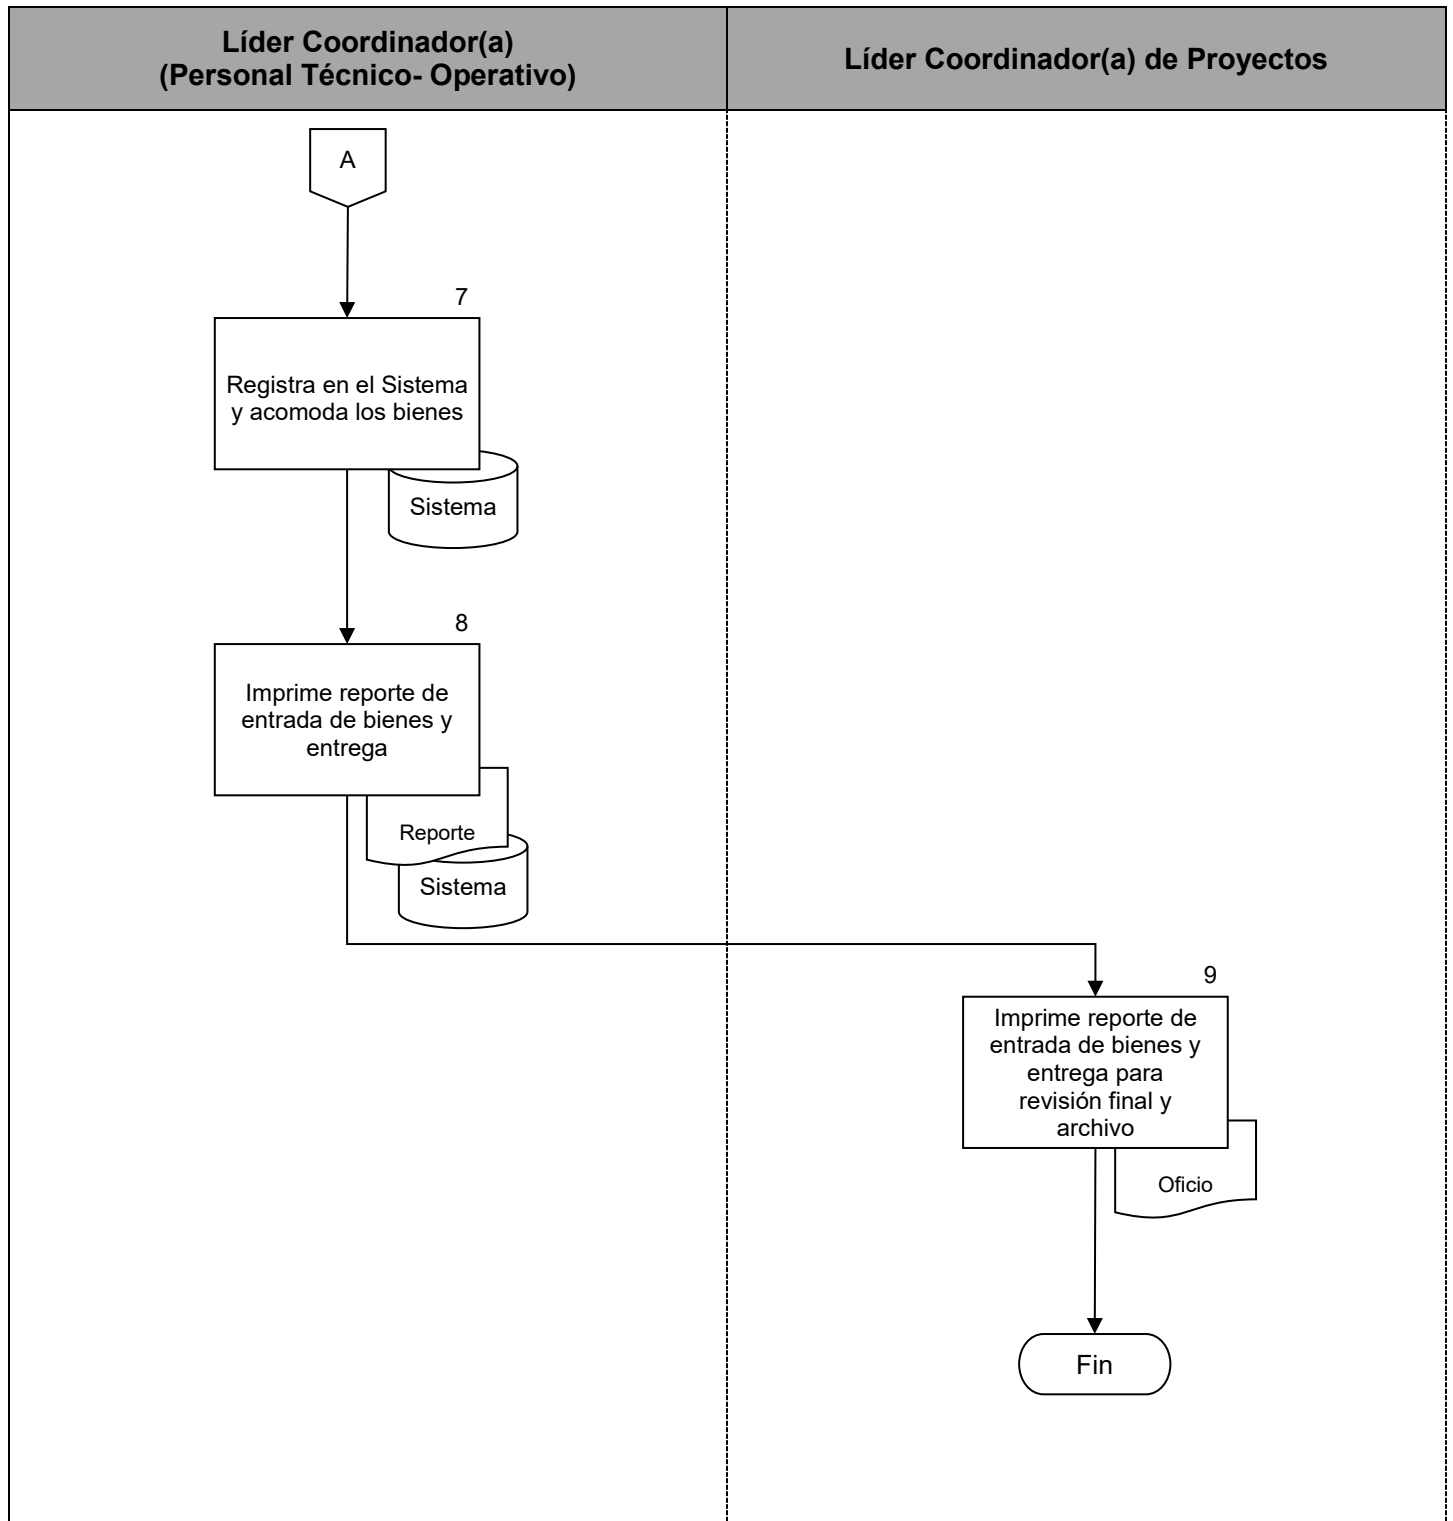 Líder Coordinador(a)
(Personal Técnico- Operativo)
Líder Coordinador(a) de Proyectos
A
7
Registra en el Sistema
y acomoda los bienes
Sistema
8
Imprime reporte de
entrada de bienes y
entrega
Reporte
Sistema
9
Imprime reporte de
entrada de bienes y
entrega para
revisión final y
archivo
Oficio
Fin